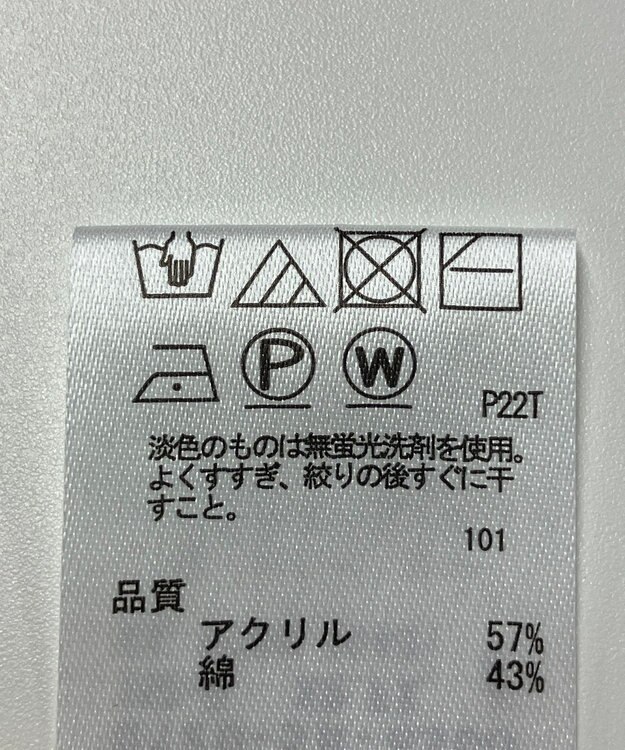 P W P22T
淡色のものは無蛍光洗剤を使用。
よくすすぎ、絞りの後すぐに干
すこと。
101
品質
アクリル 57%
綿 43%